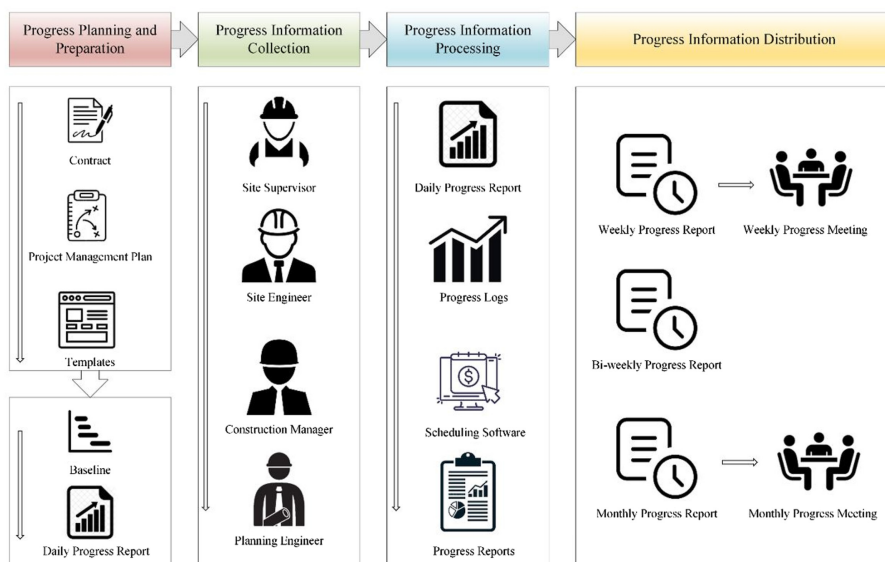 Progress Planning and
Preparation
Progress Information
Collection
Progress Information
Processing
Progress Information Distribution
Contract
Project Management Plan
Templates
Baseline
Daily Progress Report
Site Supervisor
Site Engineer
Construction Manager
Planning Engineer
Daily Progress Report
Progress Logs
Scheduling Software
Progress Reports
Weekly Progress Report
Weekly Progress Meeting
Bi-weekly Progress Report
Monthly Progress Report
Monthly Progress Meeting